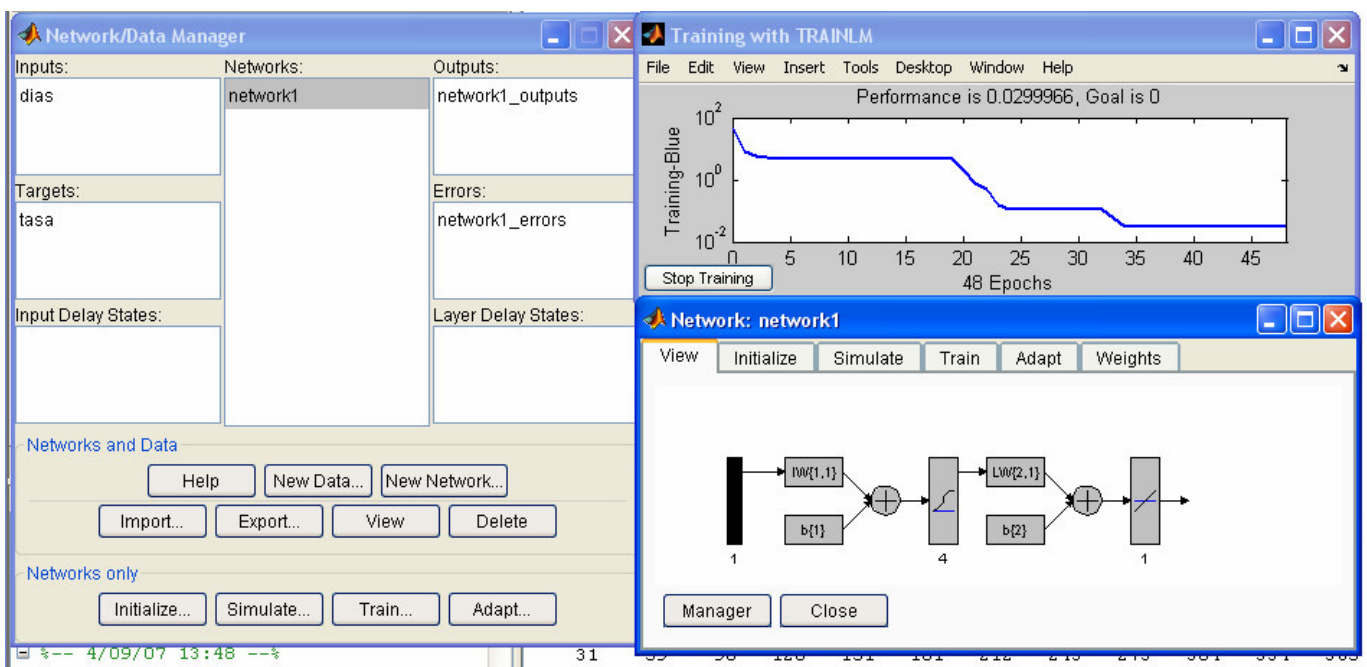 Network/Data Manager
Inputs:
Networks:
Outputs:
dias
network1
network1_outputs
Targets:
Errors:
tasa
network1_errors
Input Delay States:
Layer Delay States:
Networks and Data
Help
New Data...
New Network...
Import...
Export...
View
Delete
Networks only
Initialize...
Simulate...
Train...
Adapt...
%-- 4/09/07 13:48 --%
Training with TRAINLM
File Edit View Insert Tools Desktop Window Help
Performance is 0.0299966, Goal is 0
Training-Blue
10^2
10^0
10^-2
0 5 10 15 20 25 30 35 40 45
48 Epochs
Stop Training
Network: network1
View
Initialize
Simulate
Train
Adapt
Weights
IW{1,1}
LW{2,1}
b{1}
b{2}
1 4 1
Manager
Close
31